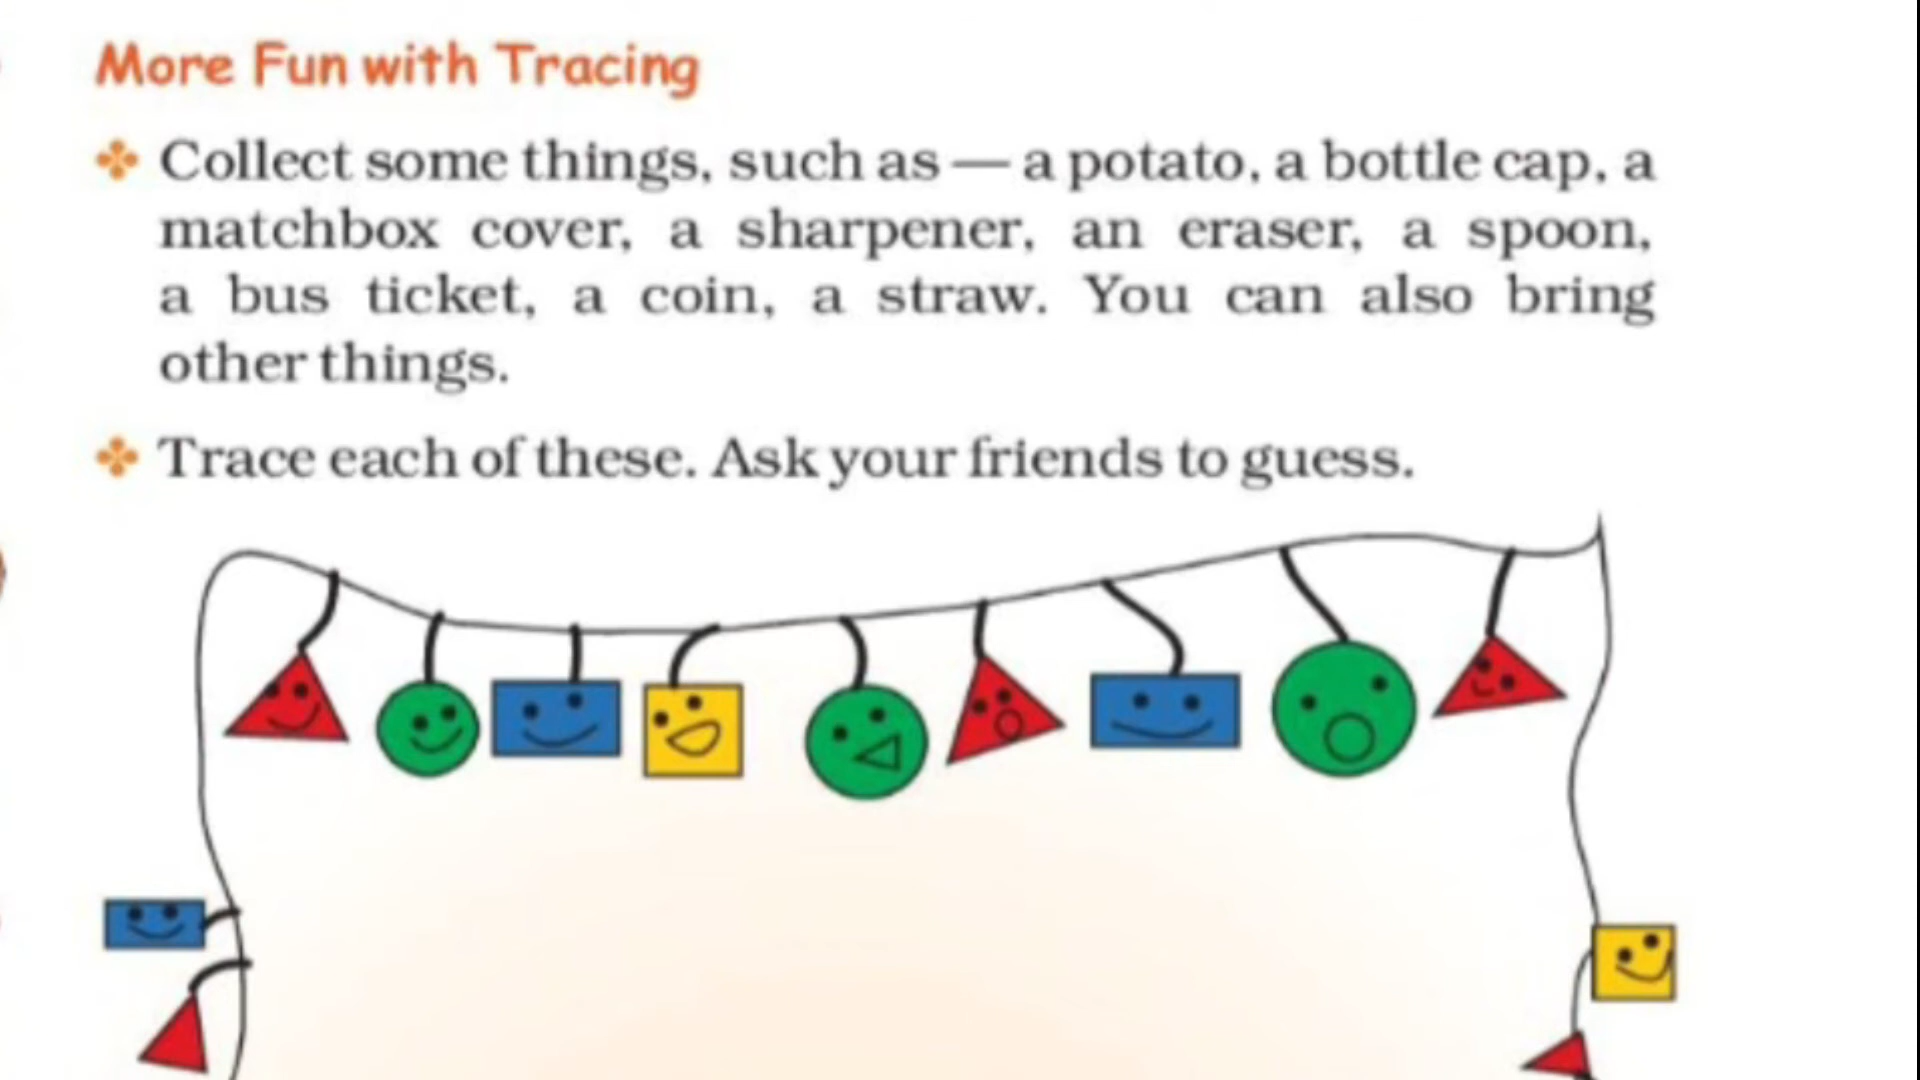 More Fun with Tracing
Collect some things, such as — a potato, a bottle cap, a
matchbox cover, a sharpener, an eraser, a spoon,
a bus ticket, a coin, a straw. You can also bring
other things.
Trace each of these. Ask your friends to guess.